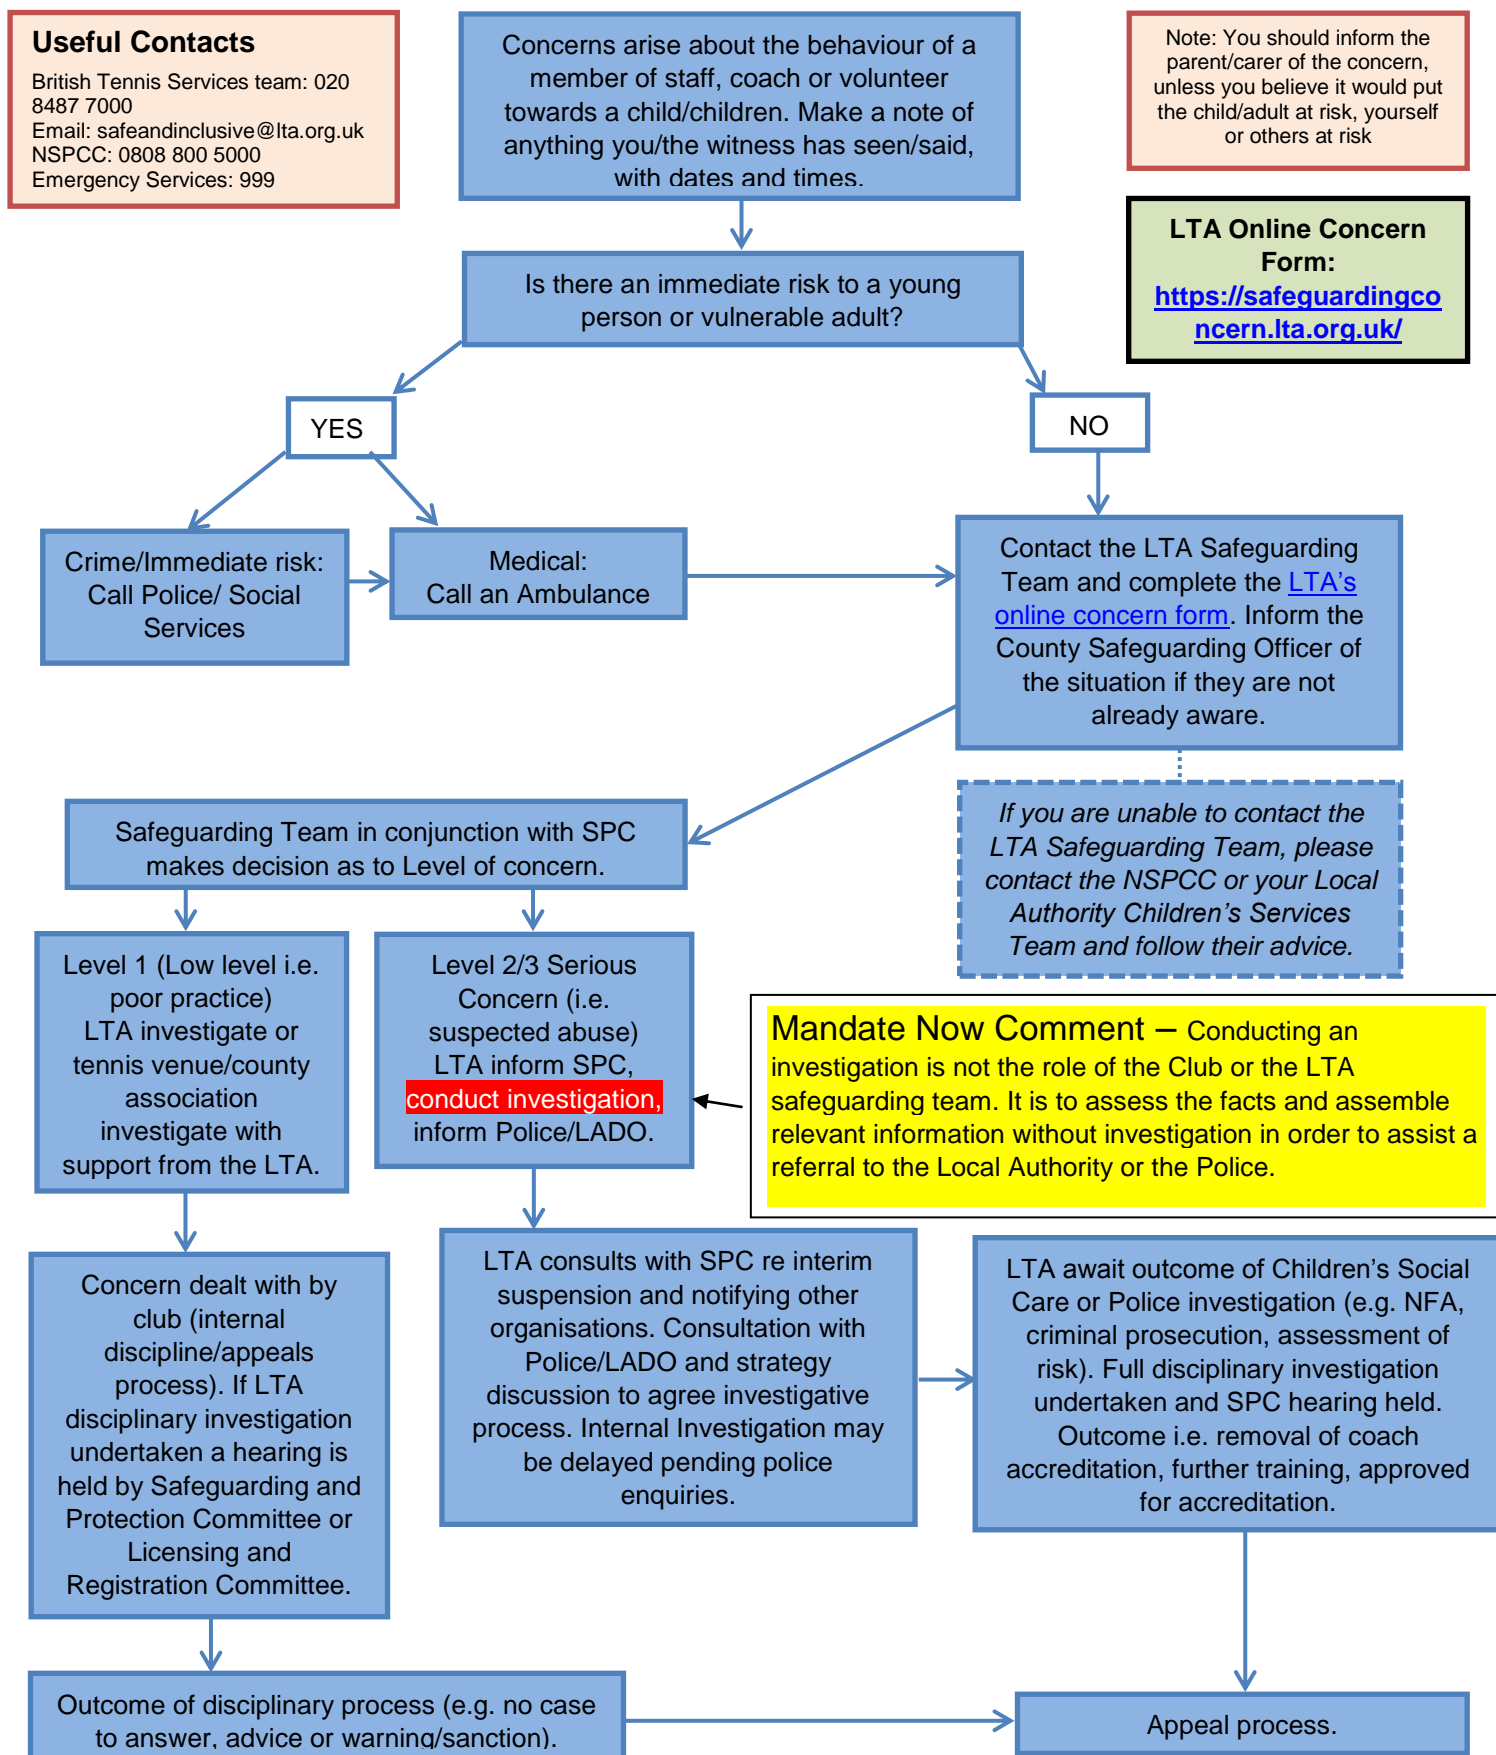 Useful Contacts
British Tennis Services team: 020
8487 7000
Email: safeandinclusive@lta.org.uk
NSPCC: 0808 800 5000
Emergency Services: 999
Concerns arise about the behaviour of a
member of staff, coach or volunteer
towards a child/children. Make a note of
anything you/the witness has seen/said,
with dates and times.
Note: You should inform the
parent/carer of the concern,
unless you believe it would put
the child/adult at risk, yourself
or others at risk
LTA Online Concern
Form:
https://safeguardingco
ncern.lta.org.uk/
Is there an immediate risk to a young
person or vulnerable adult?
YES
NO
Crime/Immediate risk:
Call Police/ Social
Services
Medical:
Call an Ambulance
Contact the LTA Safeguarding
Team and complete the LTA's
online concern form. Inform the
County Safeguarding Officer of
the situation if they are not
already aware.
If you are unable to contact the
LTA Safeguarding Team, please
contact the NSPCC or your Local
Authority Children's Services
Team and follow their advice.
Safeguarding Team in conjunction with SPC
makes decision as to Level of concern.
Level 1 (Low level i.e.
poor practice)
LTA investigate or
tennis venue/county
association
investigate with
support from the LTA.
Level 2/3 Serious
Concern (i.e.
suspected abuse)
LTA inform SPC,
conduct investigation,
inform Police/LADO.
Mandate Now Comment – Conducting an
investigation is not the role of the Club or the LTA
safeguarding team. It is to assess the facts and assemble
relevant information without investigation in order to assist a
referral to the Local Authority or the Police.
Concern dealt with by
club (internal
discipline/appeals
process). If LTA
disciplinary investigation
undertaken a hearing is
held by Safeguarding and
Protection Committee or
Licensing and
Registration Committee.
LTA consults with SPC re interim
suspension and notifying other
organisations. Consultation with
Police/LADO and strategy
discussion to agree investigative
process. Internal Investigation may
be delayed pending police
enquiries.
LTA await outcome of Children's Social
Care or Police investigation (e.g. NFA,
criminal prosecution, assessment of
risk). Full disciplinary investigation
undertaken and SPC hearing held.
Outcome i.e. removal of coach
accreditation, further training, approved
for accreditation.
Outcome of disciplinary process (e.g. no case
to answer, advice or warning/sanction).
Appeal process.